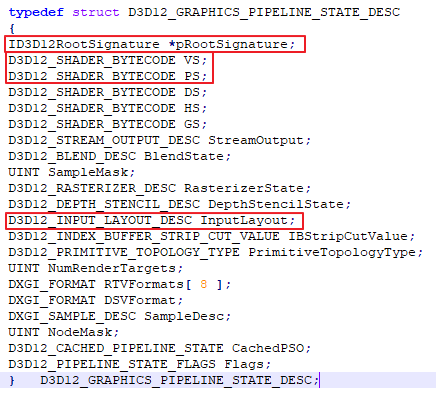 typedef struct D3D12_GRAPHICS_PIPELINE_STATE_DESC
{
ID3D12RootSignature *pRootSignature;
D3D12_SHADER_BYTECODE VS;
D3D12_SHADER_BYTECODE PS;
D3D12_SHADER_BYTECODE DS;
D3D12_SHADER_BYTECODE HS;
D3D12_SHADER_BYTECODE GS;
D3D12_STREAM_OUTPUT_DESC StreamOutput;
D3D12_BLEND_DESC BlendState;
UINT SampleMask;
D3D12_RASTERIZER_DESC RasterizerState;
D3D12_DEPTH_STENCIL_DESC DepthStencilState;
D3D12_INPUT_LAYOUT_DESC InputLayout;
D3D12_INDEX_BUFFER_STRIP_CUT_VALUE IBStripCutValue;
D3D12_PRIMITIVE_TOPOLOGY_TYPE PrimitiveTopologyType;
UINT NumRenderTargets;
DXGI_FORMAT RTVFormats[ 8 ];
DXGI_FORMAT DSVFormat;
DXGI_SAMPLE_DESC SampleDesc;
UINT NodeMask;
D3D12_CACHED_PIPELINE_STATE CachedPSO;
D3D12_PIPELINE_STATE_FLAGS Flags;
}   D3D12_GRAPHICS_PIPELINE_STATE_DESC;